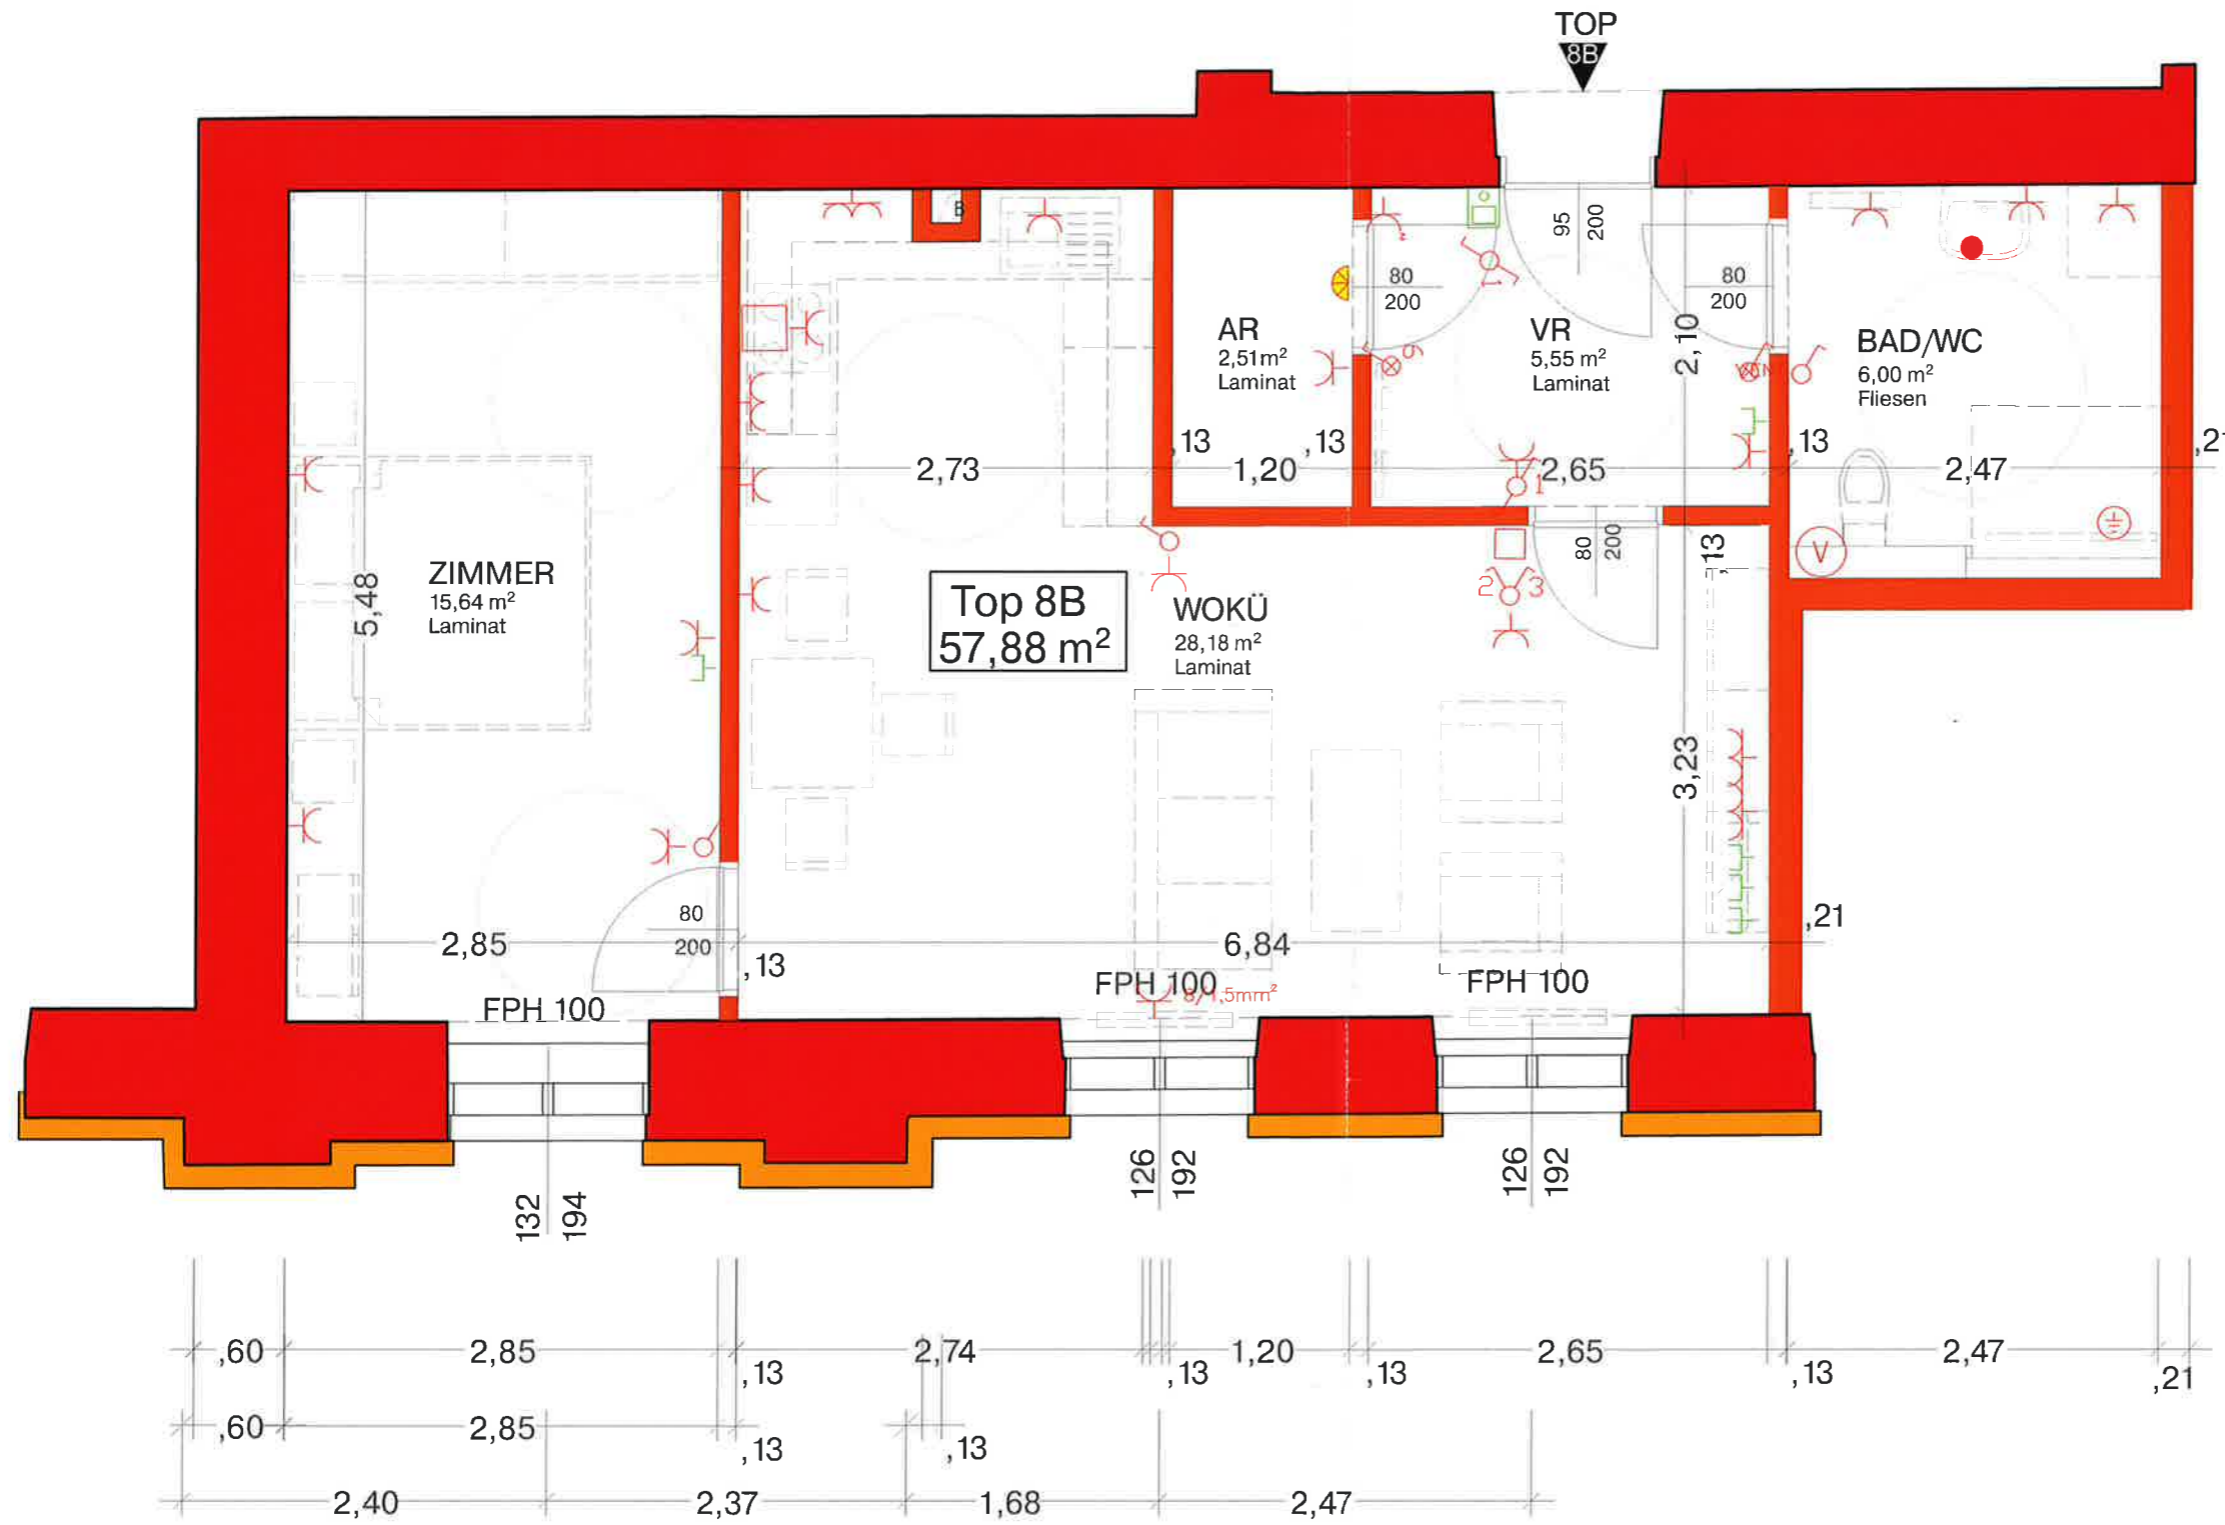 TOP
8B
B
95
200
80
200
80
200
AR
2,51m²
Laminat
VR
5,55 m²
Laminat
2,10
BAD/WC
6,00 m²
Fliesen
6
,13
,13
,13
,21
2,73
1,20
2,65
2,47
1
1
V
80
200
,13
2
3
ZIMMER
15,64 m²
Laminat
5,48
Top 8B
57,88 m²
WOKÜ
28,18 m²
Laminat
3,23
80
200
,21
2,85
,13
6,84
FPH 100
FPH 100
FPH 100
132
194
126
192
126
192
,60
2,85
,13
2,74
,13
1,20
,13
2,65
,13
2,47
,21
,60
2,85
,13
,13
2,40
2,37
1,68
2,47